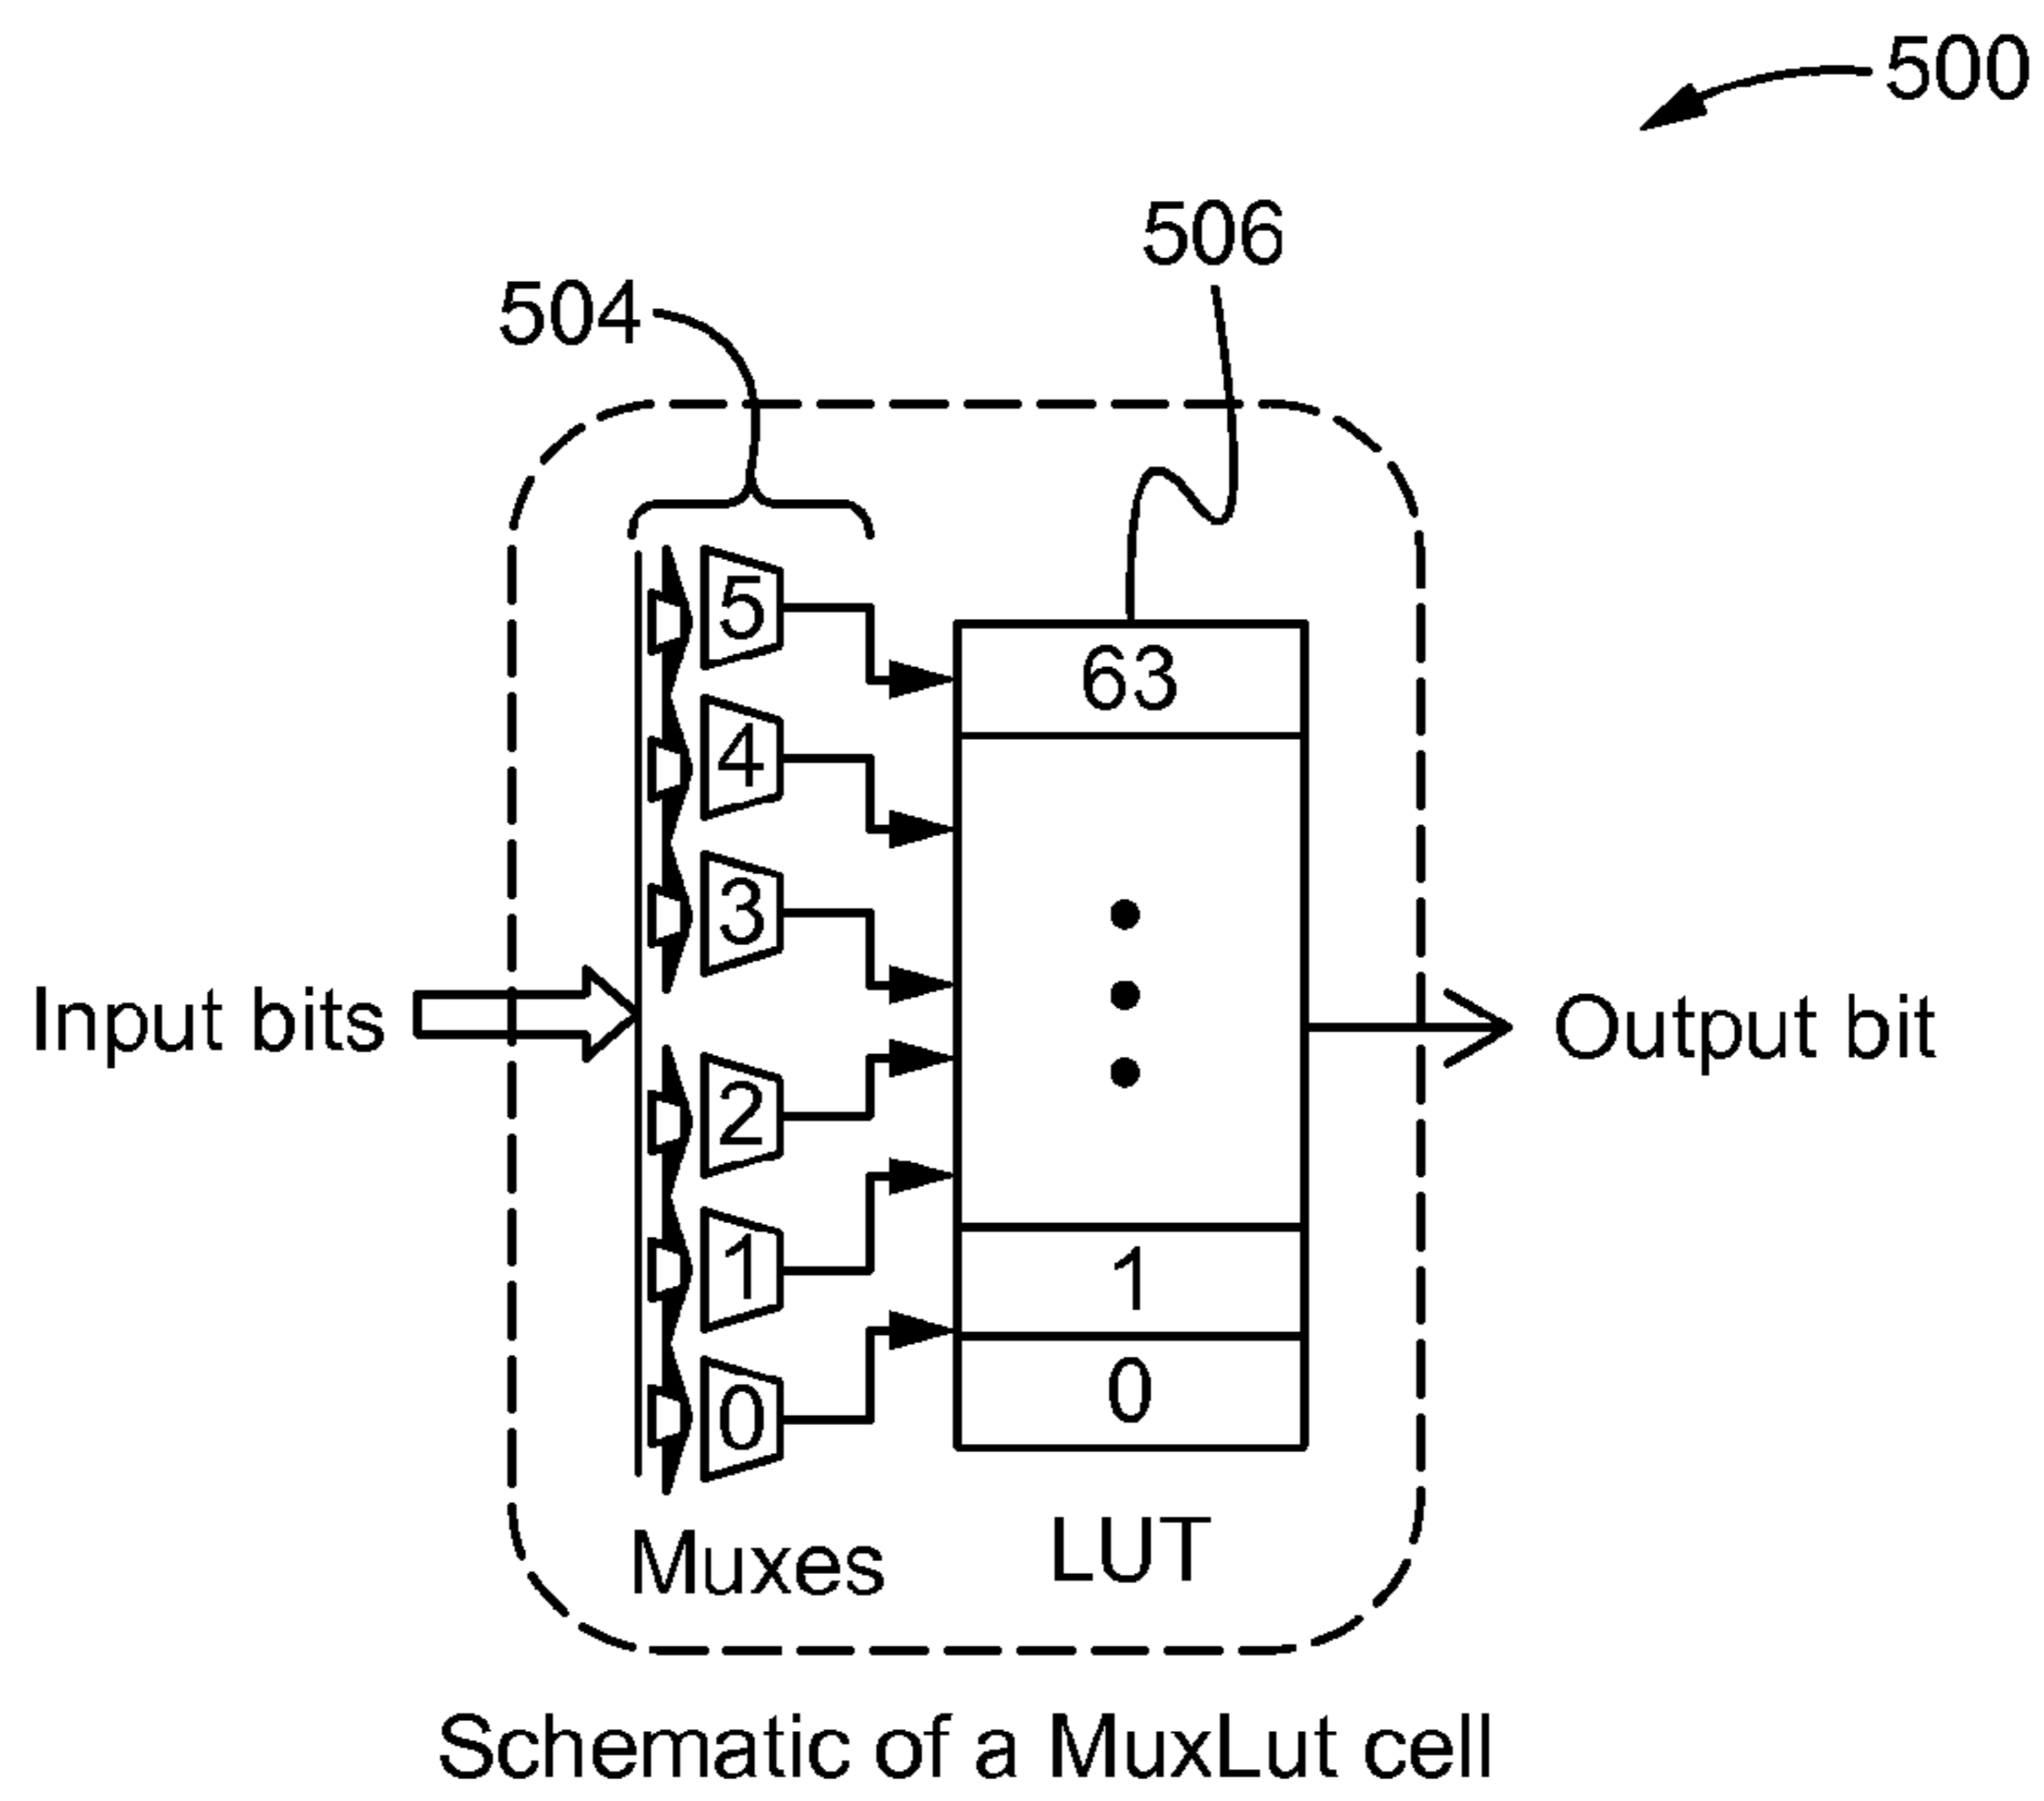 500
506
504
5
63
4
3
Input bits
Output bit
2
1
1
0
0
Muxes
LUT
Schematic of a MuxLut cell